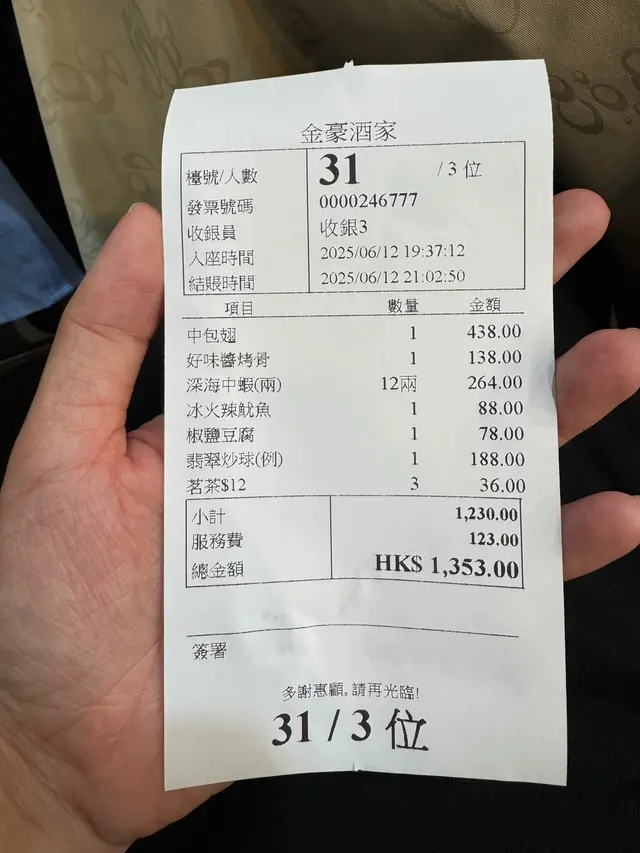 金豪酒家
檯號/人數 31 /3 位
發票號碼 0000246777
收銀員 收銀3
入座時間 2025/06/12 19:37:12
結賬時間 2025/06/12 21:02:50
項目 數量 金額
中包翅 1 438.00
好味醬烤骨 1 138.00
深海中蝦(兩) 12兩 264.00
冰火辣魷魚 1 88.00
椒鹽豆腐 1 78.00
翡翠炒球(例) 1 188.00
茗茶$12 3 36.00
小計 1,230.00
服務費 123.00
總金額 HK$ 1,353.00
簽署
多謝惠顧, 請再光臨!
31 / 3 位